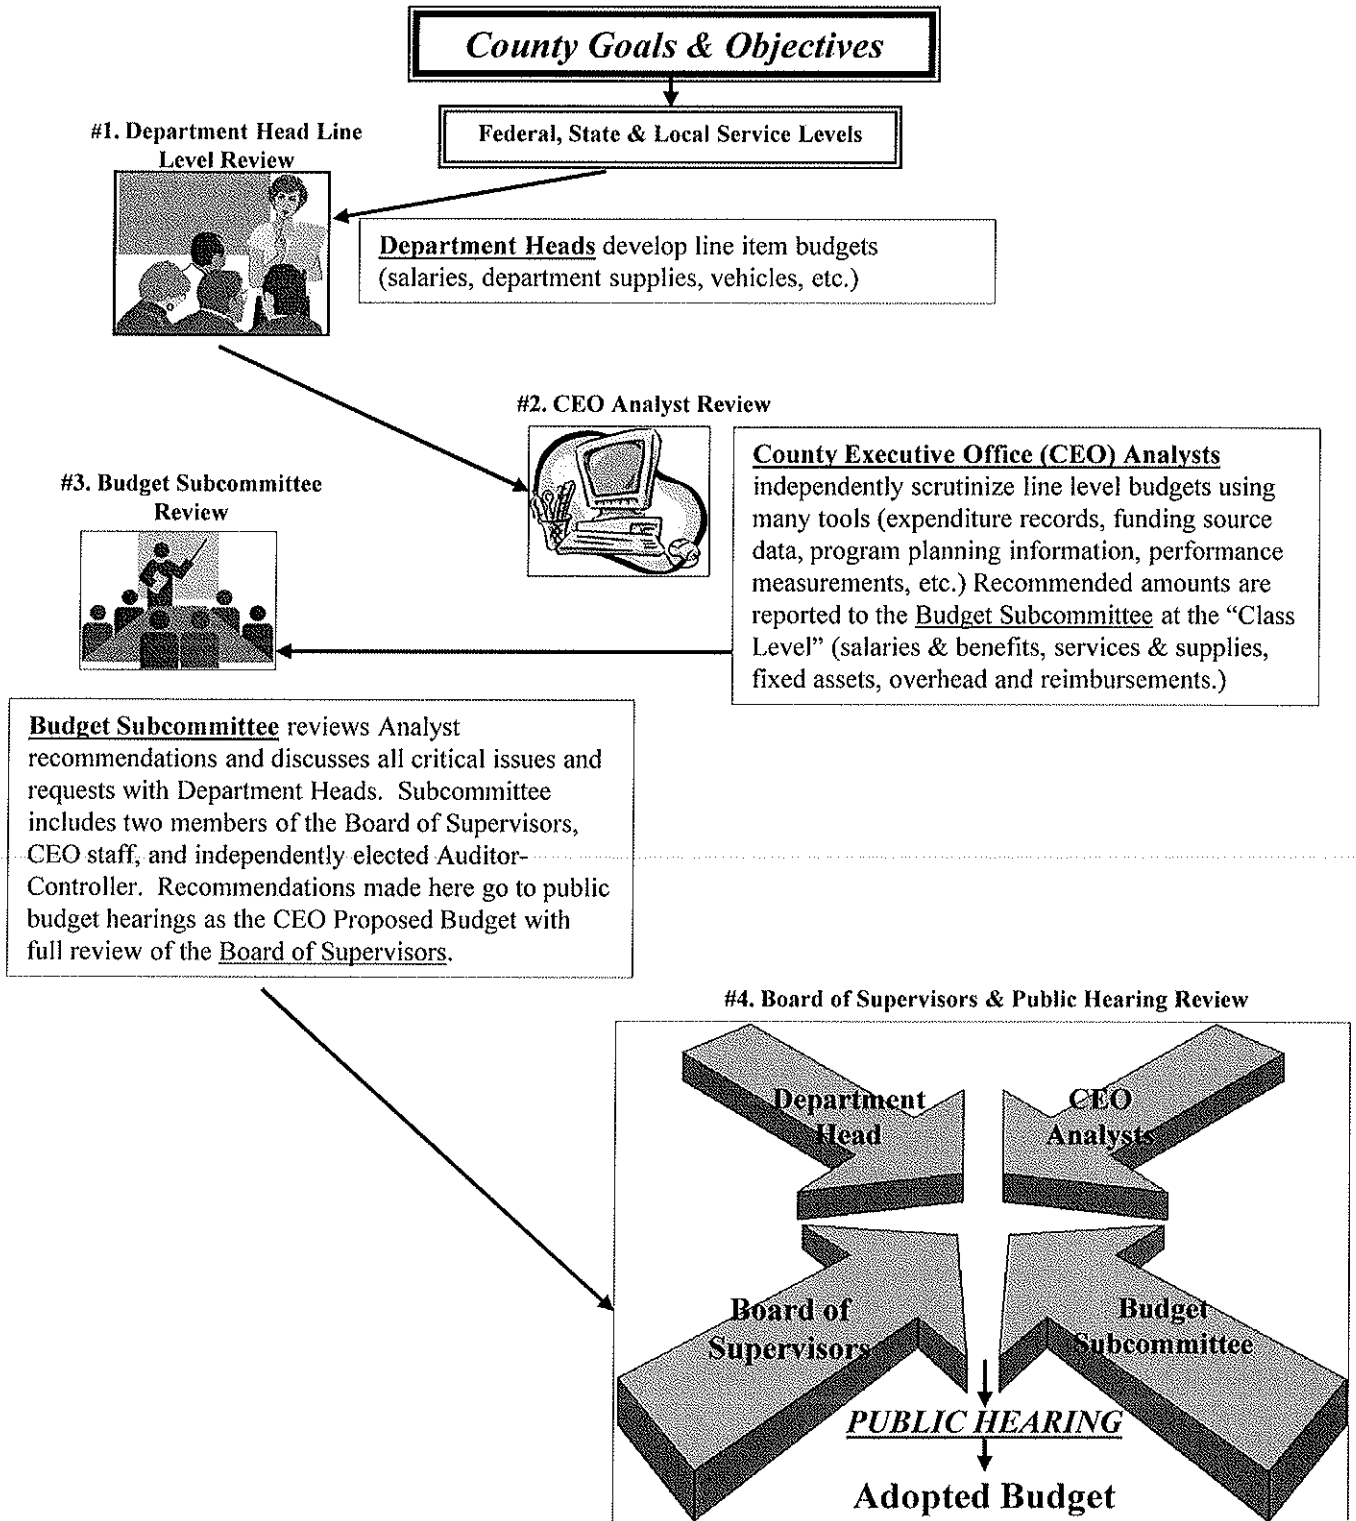 County Goals & Objectives
Federal, State & Local Service Levels
#1. Department Head Line
Level Review
Department Heads develop line item budgets
(salaries, department supplies, vehicles, etc.)
#2. CEO Analyst Review
County Executive Office (CEO) Analysts
independently scrutinize line level budgets using
many tools (expenditure records, funding source
data, program planning information, performance
measurements, etc.) Recommended amounts are
reported to the Budget Subcommittee at the “Class
Level” (salaries & benefits, services & supplies,
fixed assets, overhead and reimbursements.)
#3. Budget Subcommittee
Review
Budget Subcommittee reviews Analyst
recommendations and discusses all critical issues and
requests with Department Heads. Subcommittee
includes two members of the Board of Supervisors,
CEO staff, and independently elected Auditor-
Controller. Recommendations made here go to public
budget hearings as the CEO Proposed Budget with
full review of the Board of Supervisors.
#4. Board of Supervisors & Public Hearing Review
Department
Head
CEO
Analysts
Board of
Supervisors
Budget
Subcommittee
PUBLIC HEARING
Adopted Budget